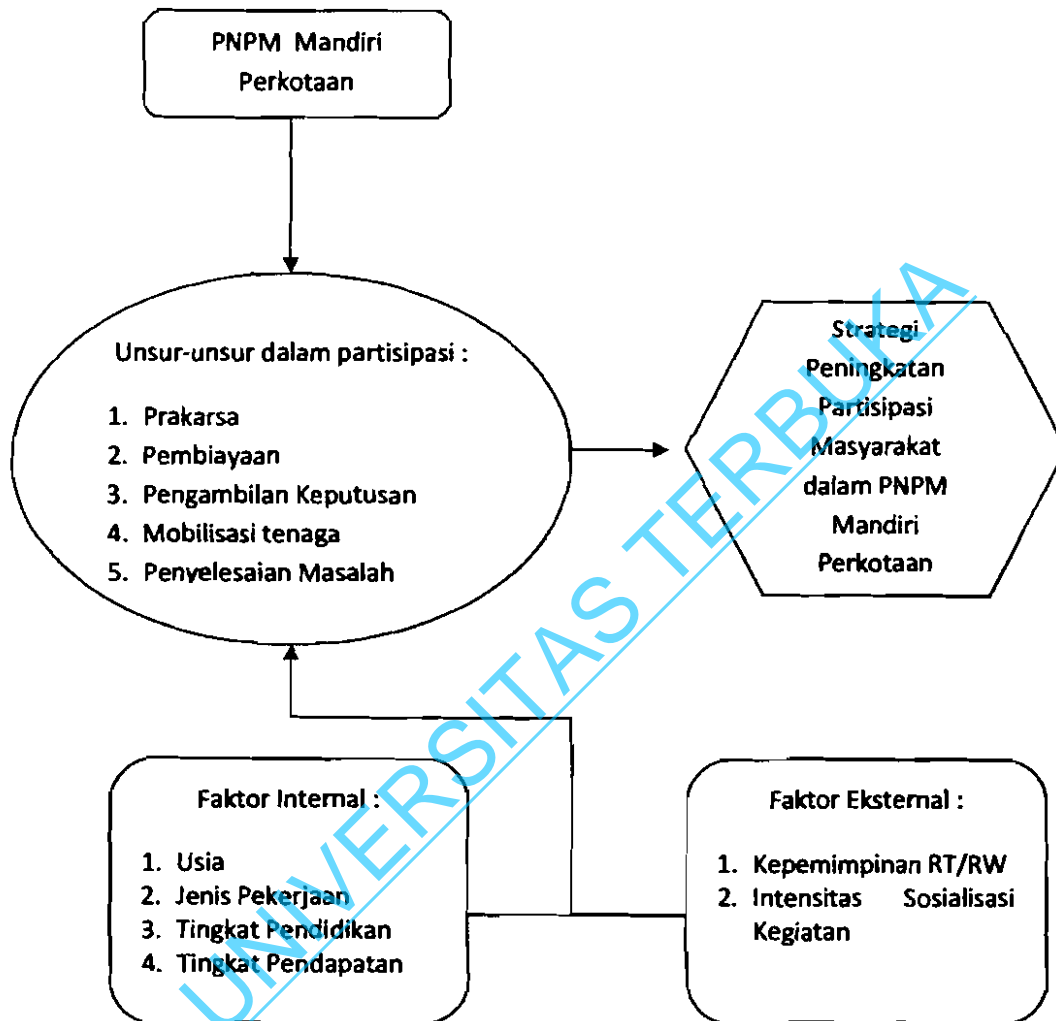 PNPM Mandiri
Perkotaan
Unsur-unsur dalam partisipasi :
1. Prakarsa
2. Pembiayaan
3. Pengambilan Keputusan
4. Mobilisasi tenaga
5. Penyelesaian Masalah
Strategi
Peningkatan
Partisipasi
Masyarakat
dalam PNPM
Mandiri
Perkotaan
Faktor Internal :
1. Usia
2. Jenis Pekerjaan
3. Tingkat Pendidikan
4. Tingkat Pendapatan
Faktor Eksternal :
1. Kepemimpinan RT/RW
2. Intensitas Sosialisasi
Kegiatan
UNIVERSITAS TERBUKA